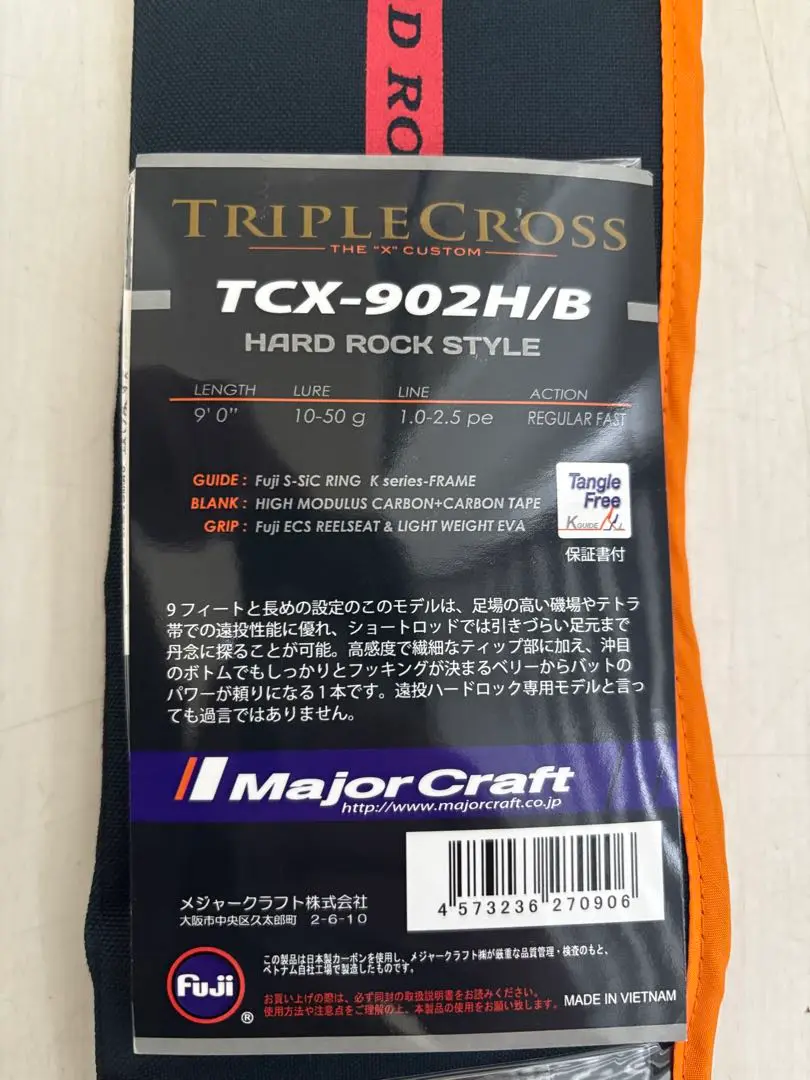 D RO
TRIPLECROSS
THE "X" CUSTOM
TCX-902H/B
HARD ROCK STYLE
LENGTH LURE LINE ACTION
9' 0" 10-50 g 1.0-2.5 pe REGULAR FAST
GUIDE : Fuji S-SiC RING K series-FRAME
BLANK : HIGH MODULUS CARBON+CARBON TAPE
GRIP : Fuji ECS REELSEAT & LIGHT WEIGHT EVA
Tangle
Free
K GUIDE
保証書付
9フィートと長めの設定のこのモデルは、足場の高い磯場やテトラ
帯での遠投性能に優れ、ショートロッドでは引きづらい足元まで
丹念に探ることが可能。高感度で繊細なティップ部に加え、沖目
のボトムでもしっかりとフッキングが決まるベリーからバットの
パワーが頼りになる1本です。遠投ハードロック専用モデルと言っ
ても過言ではありません。
Major Craft
http://www.majorcraft.co.jp
4 573236 270906
メジャークラフト株式会社
大阪市中央区久太郎町 2-6-10
この製品は日本製カーボンを使用し、メジャークラフト㈱が厳重な品質管理・検査のもと、
ベトナム自社工場で製造したものです。
Fuji
®
お買い上げの際は、必ず同封の取扱説明書をお読みください。
使用方法や注意点をご理解の上、本製品の使用をお願い致します。
MADE IN VIETNAM